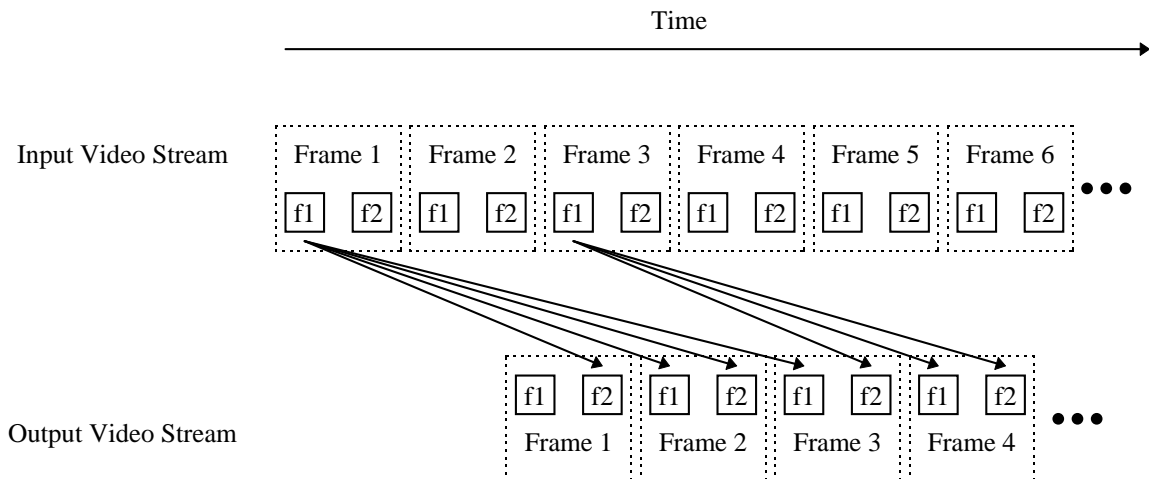 Time
Input Video Stream
Frame 1 Frame 2 Frame 3 Frame 4 Frame 5 Frame 6
f1 f2 f1 f2 f1 f2 f1 f2 f1 f2 f1 f2
f1 f2 f1 f2 f1 f2 f1 f2
Output Video Stream
Frame 1 Frame 2 Frame 3 Frame 4